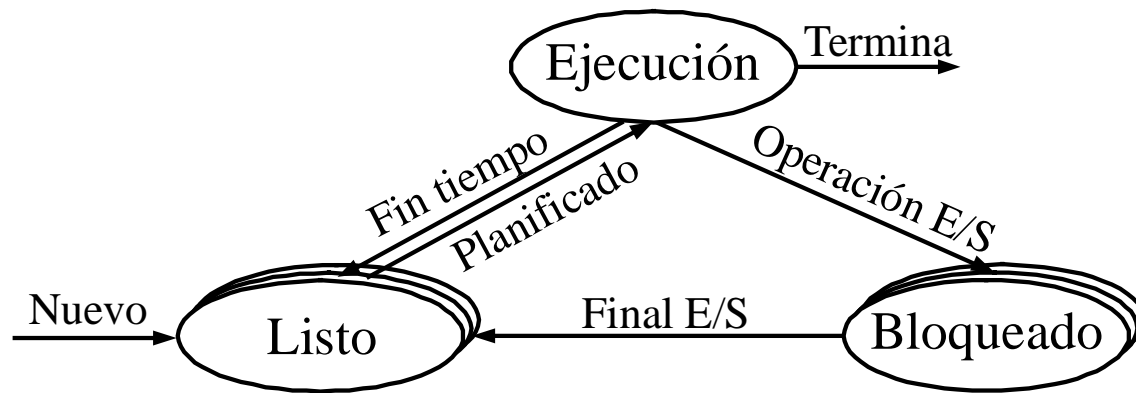 Ejecución
Termina
Fin tiempo
Planificado
Operación E/S
Nuevo
Listo
Final E/S
Bloqueado